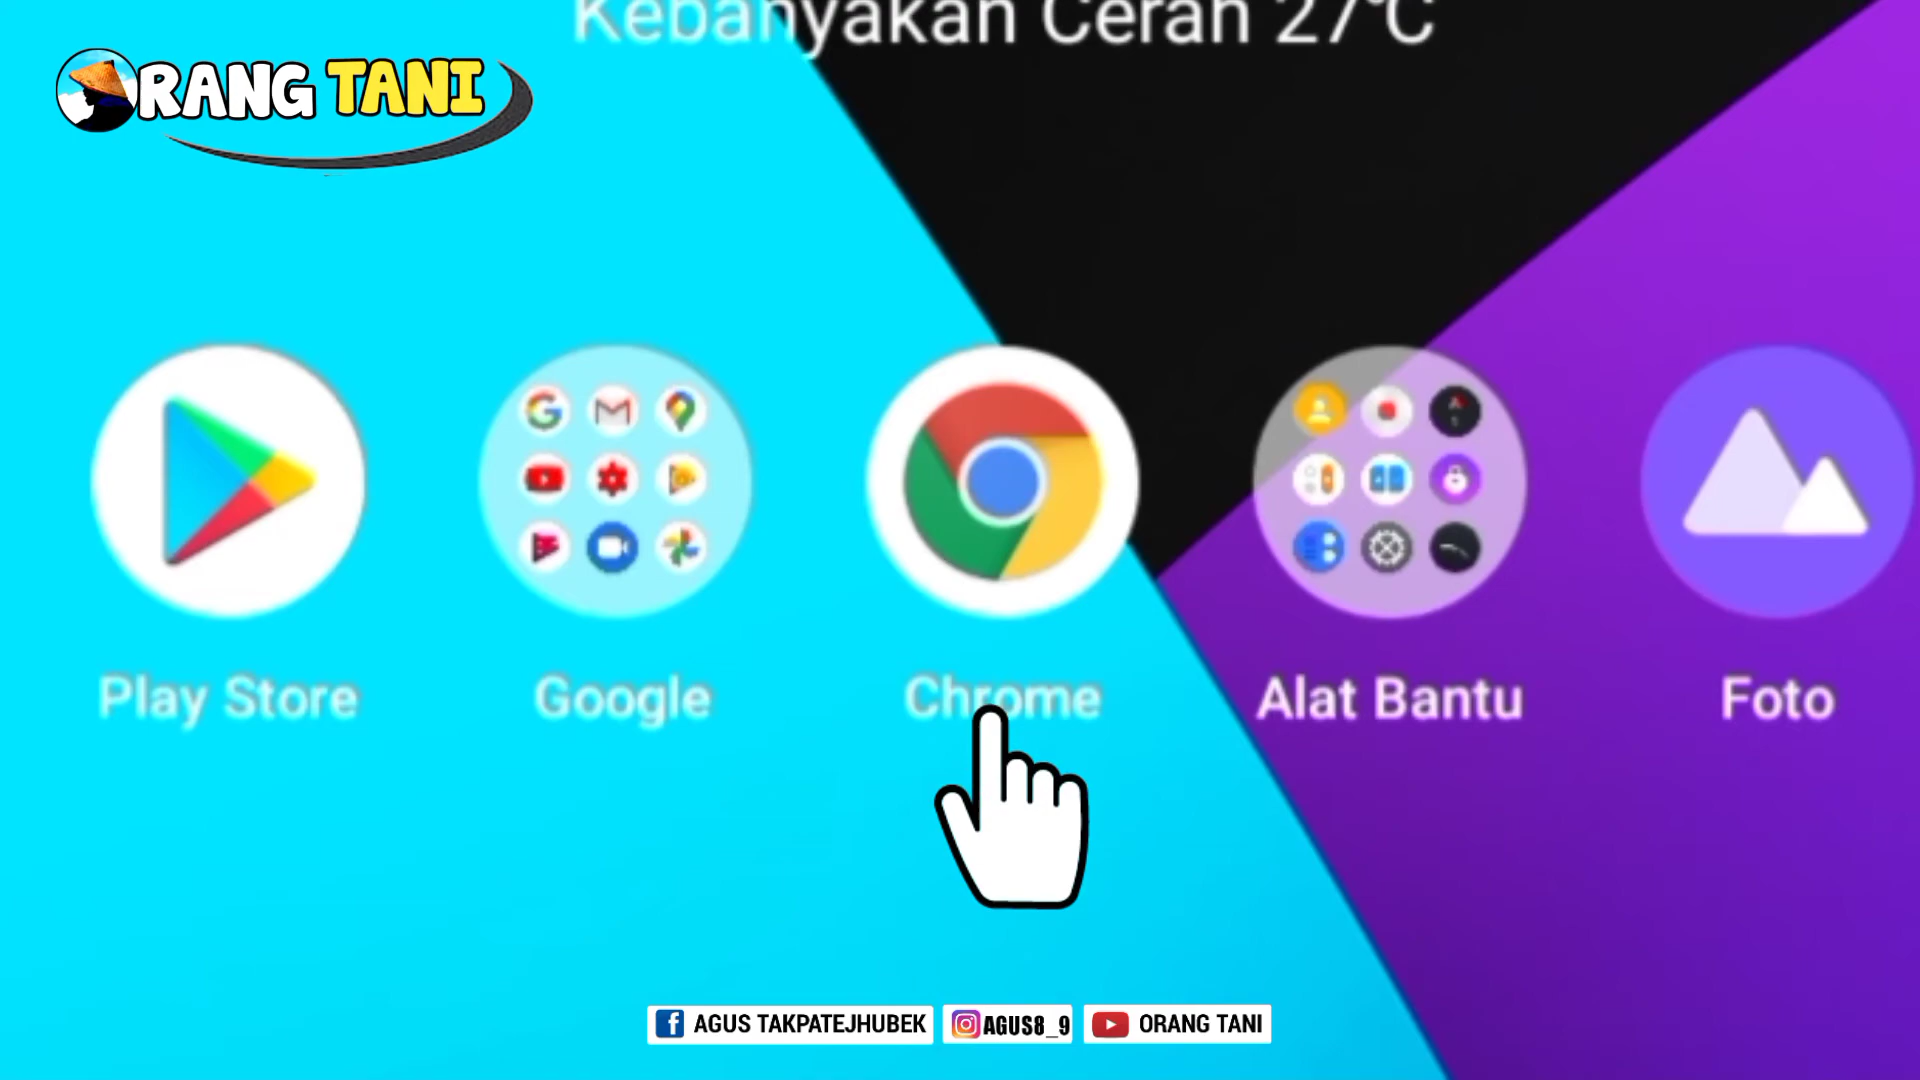 Kebanyakan Cerah 27°C
ORANG TANI
Play Store
Google
Chrome
Alat Bantu
Foto
AGUS TAKPATEJHUBEK
AGUS8_9
ORANG TANI